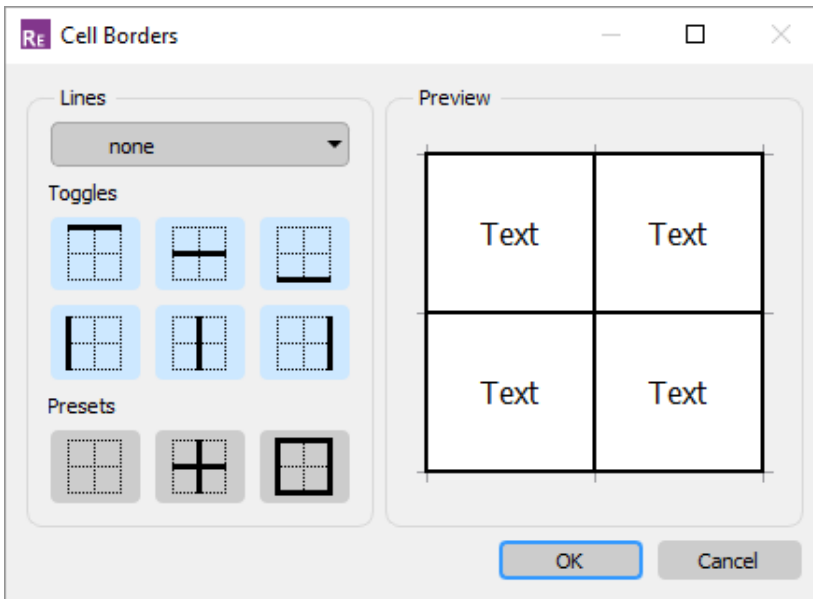 RE Cell Borders
Lines
none
Toggles
Presets
Preview
Text Text
Text Text
OK Cancel